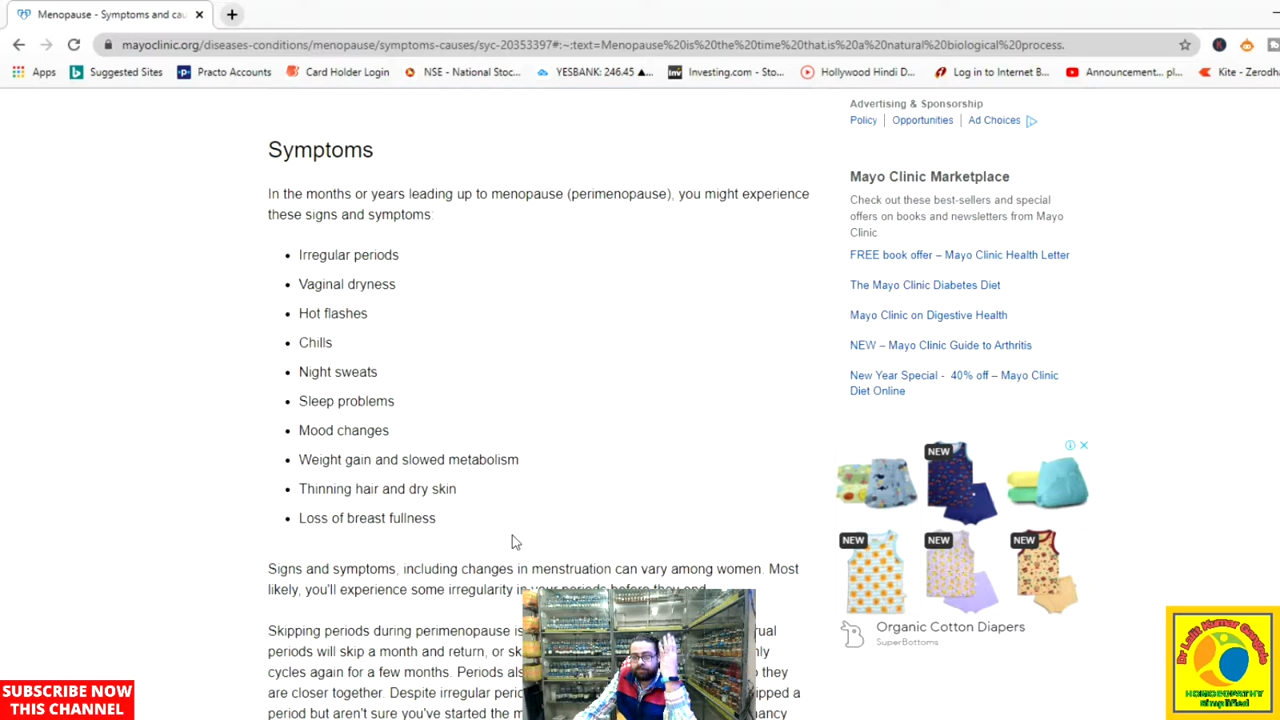 Menopause - Symptoms and cau
mayoclinic.org/diseases-conditions/menopause/symptoms-causes/syc-20353397#:~:text=Menopause%20is%20the%20time%20that,is%20a%20natural%20biological%20process.
Apps
Suggested Sites
Practo Accounts
Card Holder Login
NSE - National Stoc...
YESBANK: 246.45 ▲...
Investing.com - Sto...
Hollywood Hindi D...
Log in to Internet B...
Announcement... pl...
Kite - Zerodha
Symptoms
In the months or years leading up to menopause (perimenopause), you might experience
these signs and symptoms:
• Irregular periods
• Vaginal dryness
• Hot flashes
• Chills
• Night sweats
• Sleep problems
• Mood changes
• Weight gain and slowed metabolism
• Thinning hair and dry skin
• Loss of breast fullness
Signs and symptoms, including changes in menstruation can vary among women. Most
likely, you'll experience some irregularity in your periods before they end.
Skipping periods during perimenopause is
periods will skip a month and return, or sk
cycles again for a few months. Periods als
are closer together. Despite irregular perio
period but aren't sure you've started the m
Advertising & Sponsorship
Policy | Opportunities | Ad Choices
Mayo Clinic Marketplace
Check out these best-sellers and special
offers on books and newsletters from Mayo
Clinic
FREE book offer – Mayo Clinic Health Letter
The Mayo Clinic Diabetes Diet
Mayo Clinic on Digestive Health
NEW – Mayo Clinic Guide to Arthritis
New Year Special - 40% off – Mayo Clinic
Diet Online
NEW
NEW
NEW
NEW
Organic Cotton Diapers
SuperBottoms
SUBSCRIBE NOW
THIS CHANNEL
HOMOEOPATHY
Simplified